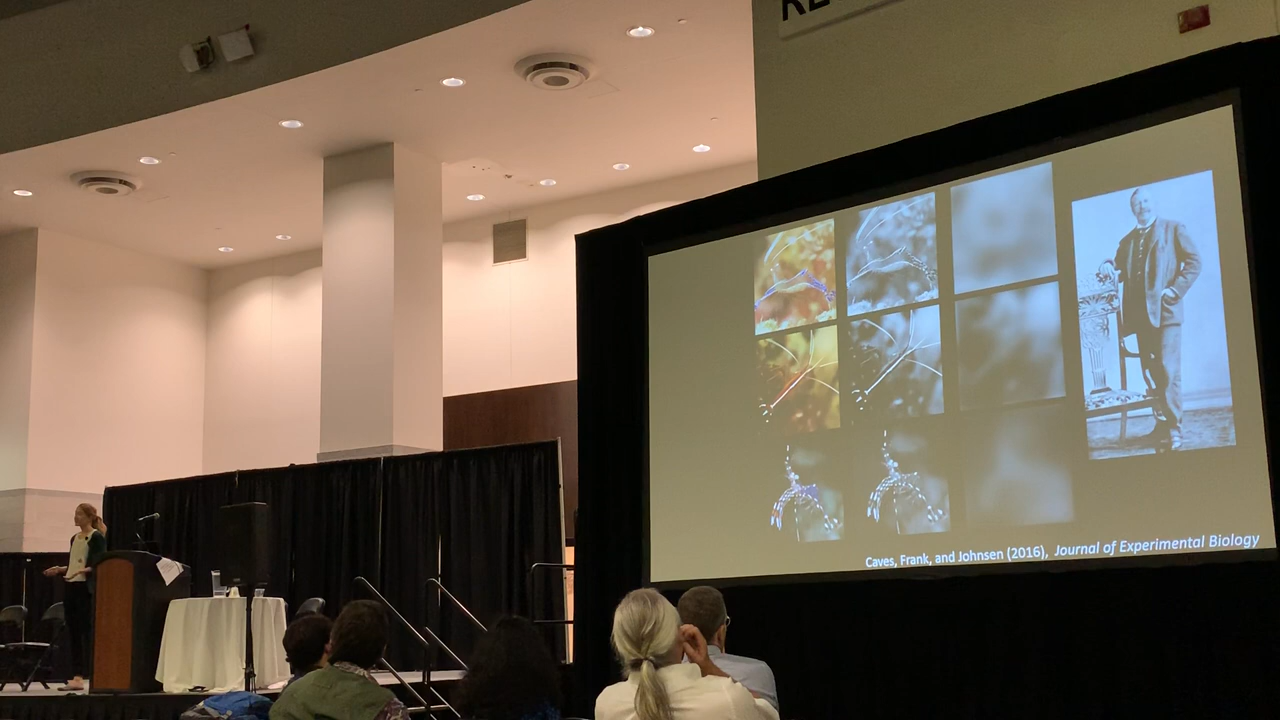 Caves, Frank, and Johnsen (2016), Journal of Experimental Biology